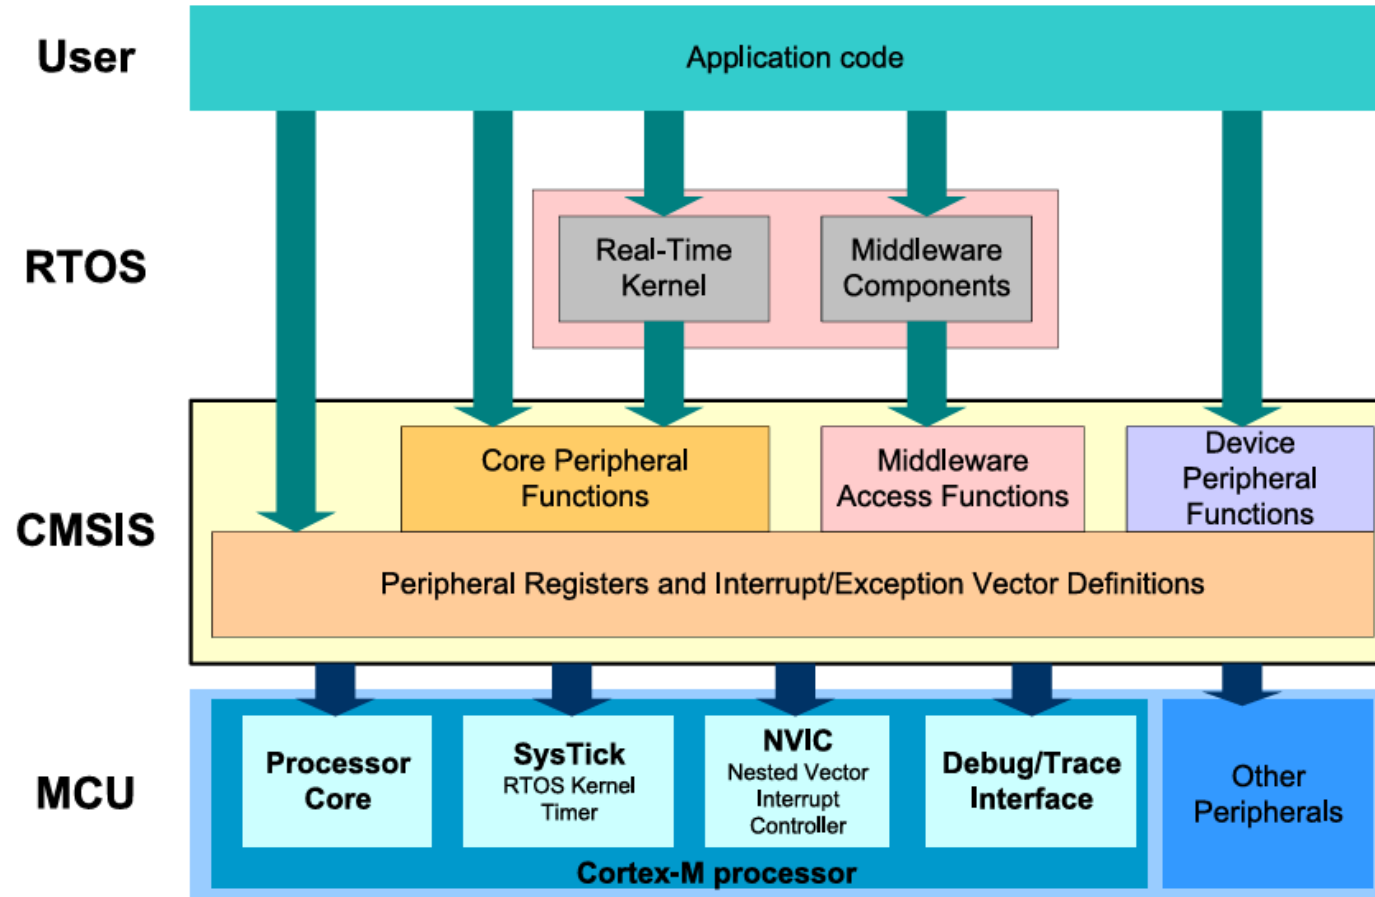 User
Application code
RTOS
Real-Time
Kernel
Middleware
Components
CMSIS
Core Peripheral
Functions
Middleware
Access Functions
Device
Peripheral
Functions
Peripheral Registers and Interrupt/Exception Vector Definitions
MCU
Processor
Core
SysTick
RTOS Kernel
Timer
NVIC
Nested Vector
Interrupt
Controller
Debug/Trace
Interface
Other
Peripherals
Cortex-M processor